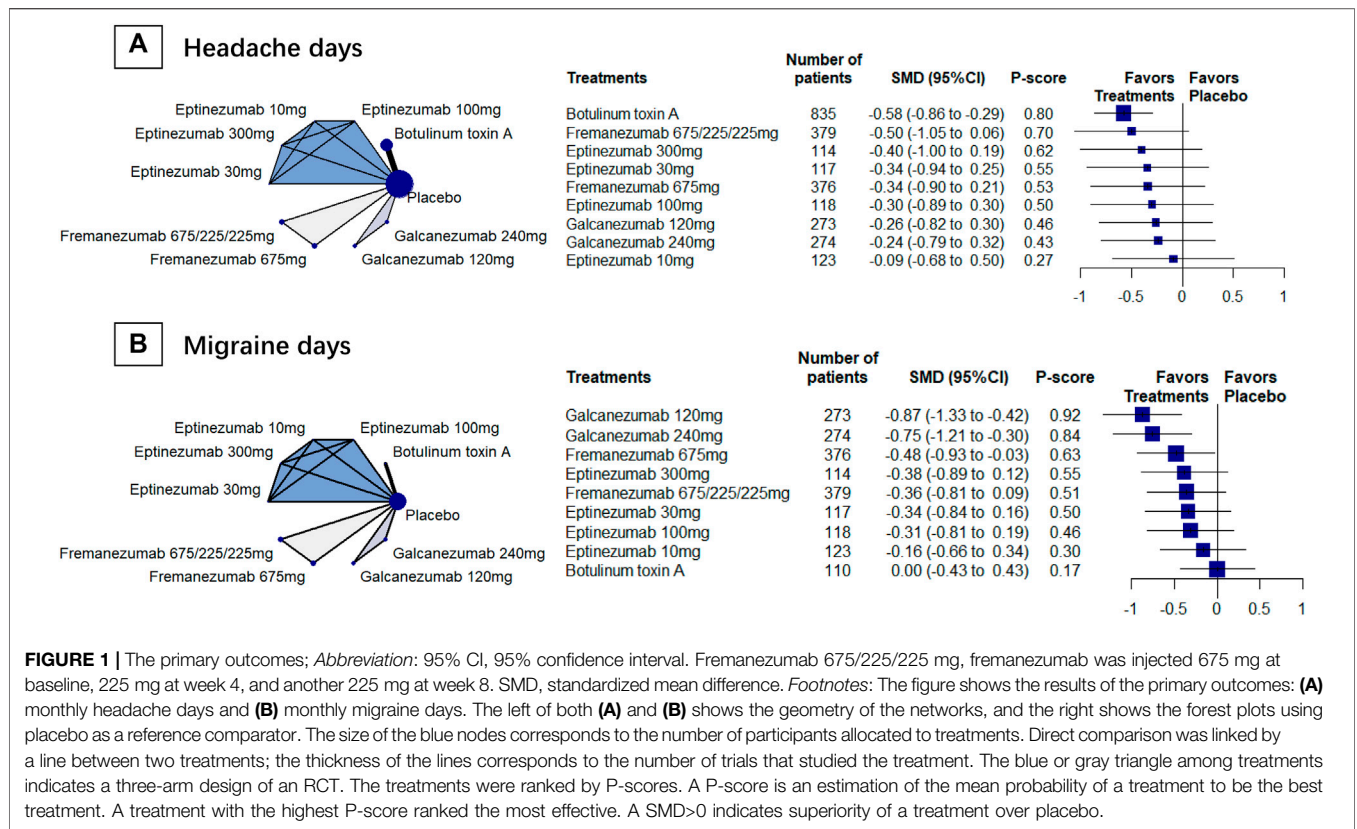 A Headache days
Eptinezumab 10mg
Eptinezumab 100mg
Eptinezumab 300mg
Botulinum toxin A
Eptinezumab 30mg
Placebo
Fremanezumab 675/225/225mg
Galcanezumab 240mg
Fremanezumab 675mg
Galcanezumab 120mg
Treatments Number of patients SMD (95%CI) P-score Favors Treatments Favors Placebo
Botulinum toxin A 835 -0.58 (-0.86 to -0.29) 0.80
Fremanezumab 675/225/225mg 379 -0.50 (-1.05 to 0.06) 0.70
Eptinezumab 300mg 114 -0.40 (-1.00 to 0.19) 0.62
Eptinezumab 30mg 117 -0.34 (-0.94 to 0.25) 0.55
Fremanezumab 675mg 376 -0.34 (-0.90 to 0.21) 0.53
Eptinezumab 100mg 118 -0.30 (-0.89 to 0.30) 0.50
Galcanezumab 120mg 273 -0.26 (-0.82 to 0.30) 0.46
Galcanezumab 240mg 274 -0.24 (-0.79 to 0.32) 0.43
Eptinezumab 10mg 123 -0.09 (-0.68 to 0.50) 0.27
-1 -0.5 0 0.5 1
B Migraine days
Eptinezumab 10mg
Eptinezumab 100mg
Eptinezumab 300mg
Botulinum toxin A
Eptinezumab 30mg
Placebo
Fremanezumab 675/225/225mg
Galcanezumab 240mg
Fremanezumab 675mg
Galcanezumab 120mg
Treatments Number of patients SMD (95%CI) P-score Favors Treatments Favors Placebo
Galcanezumab 120mg 273 -0.87 (-1.33 to -0.42) 0.92
Galcanezumab 240mg 274 -0.75 (-1.21 to -0.30) 0.84
Fremanezumab 675mg 376 -0.48 (-0.93 to -0.03) 0.63
Eptinezumab 300mg 114 -0.38 (-0.89 to 0.12) 0.55
Fremanezumab 675/225/225mg 379 -0.36 (-0.81 to 0.09) 0.51
Eptinezumab 30mg 117 -0.34 (-0.84 to 0.16) 0.50
Eptinezumab 100mg 118 -0.31 (-0.81 to 0.19) 0.46
Eptinezumab 10mg 123 -0.16 (-0.66 to 0.34) 0.30
Botulinum toxin A 110 0.00 (-0.43 to 0.43) 0.17
-1 -0.5 0 0.5 1
FIGURE 1 | The primary outcomes; Abbreviation: 95% CI, 95% confidence interval. Fremanezumab 675/225/225 mg, fremanezumab was injected 675 mg at
baseline, 225 mg at week 4, and another 225 mg at week 8. SMD, standardized mean difference. Footnotes: The figure shows the results of the primary outcomes: (A)
monthly headache days and (B) monthly migraine days. The left of both (A) and (B) shows the geometry of the networks, and the right shows the forest plots using
placebo as a reference comparator. The size of the blue nodes corresponds to the number of participants allocated to treatments. Direct comparison was linked by
a line between two treatments; the thickness of the lines corresponds to the number of trials that studied the treatment. The blue or gray triangle among treatments
indicates a three-arm design of an RCT. The treatments were ranked by P-scores. A P-score is an estimation of the mean probability of a treatment to be the best
treatment. A treatment with the highest P-score ranked the most effective. A SMD>0 indicates superiority of a treatment over placebo.